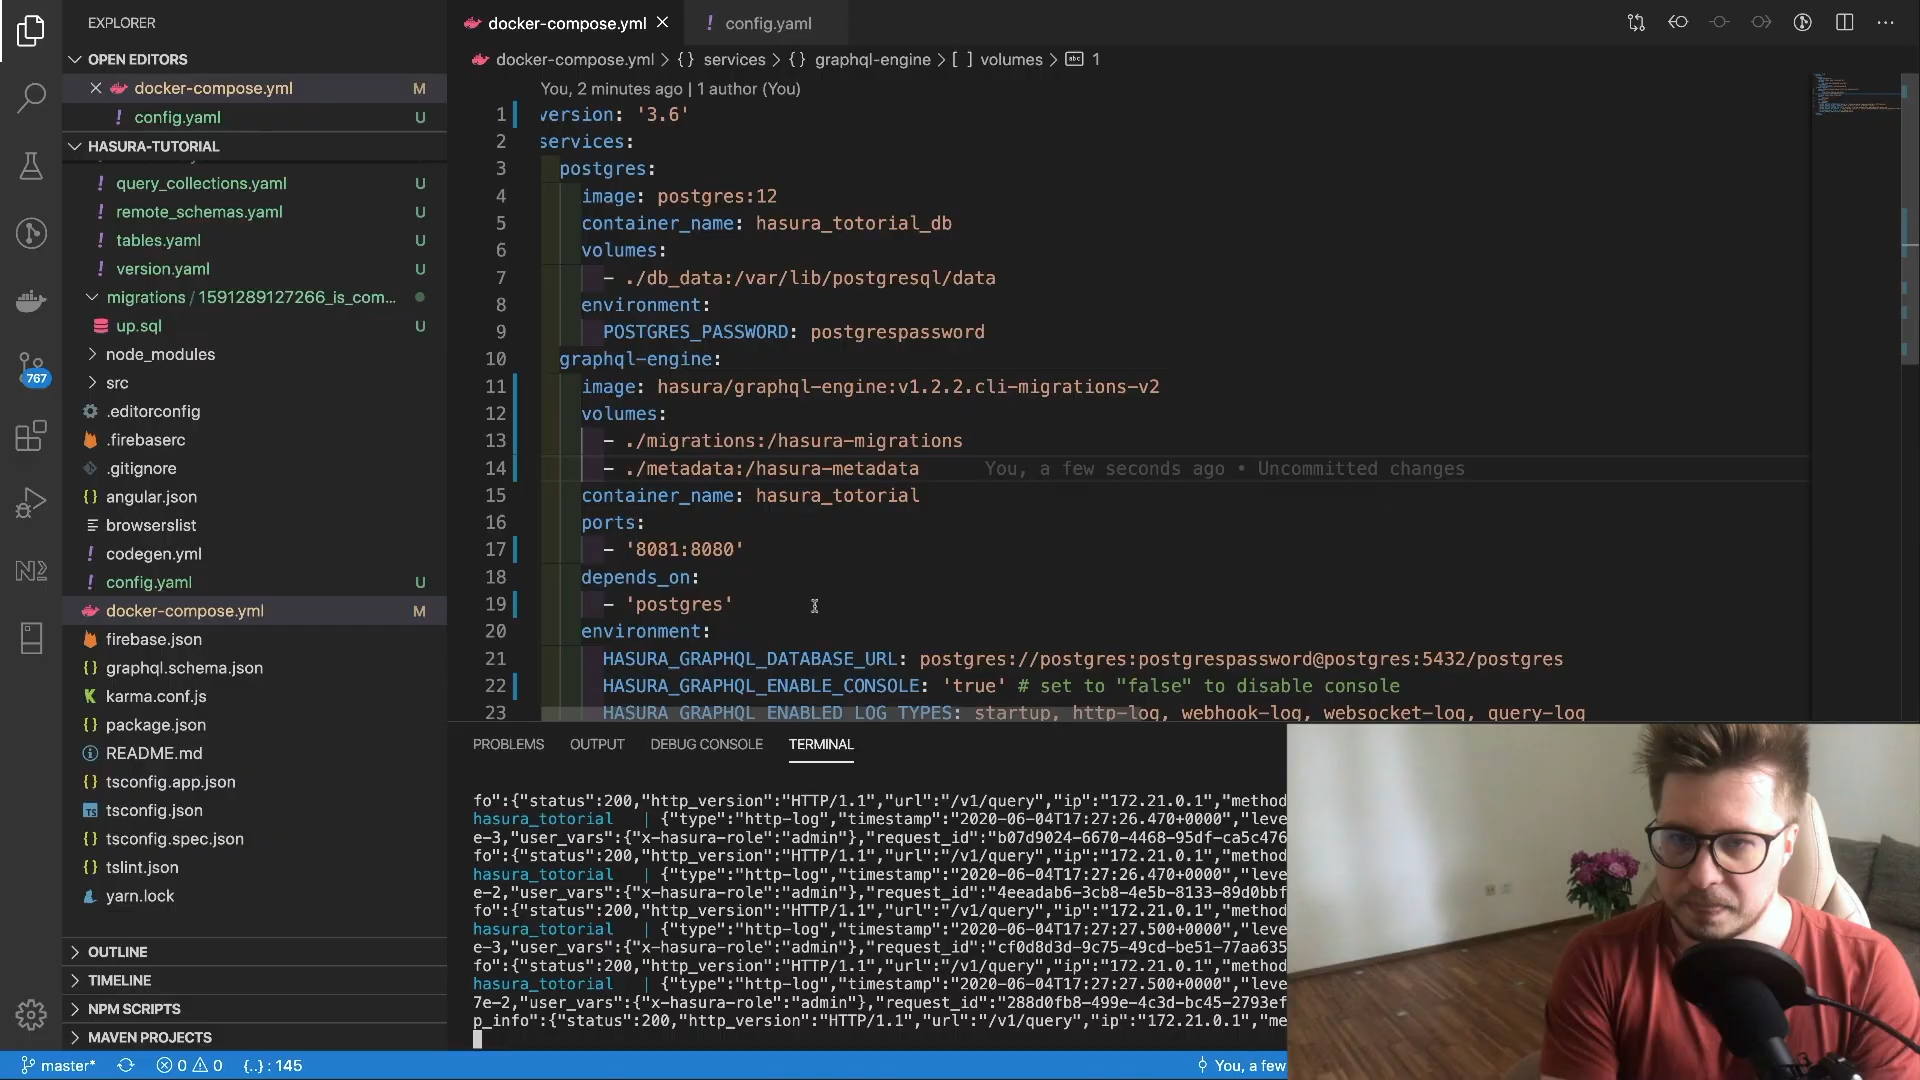 EXPLORER
OPEN EDITORS
docker-compose.yml M
config.yaml U
HASURA-TUTORIAL
query_collections.yaml U
remote_schemas.yaml U
tables.yaml U
version.yaml U
migrations / 1591289127266_is_com...
up.sql U
node_modules
src
.editorconfig
.firebaserc
.gitignore
angular.json
browserslist
codegen.yml
config.yaml U
docker-compose.yml M
firebase.json
graphql.schema.json
karma.conf.js
package.json
README.md
tsconfig.app.json
tsconfig.json
tsconfig.spec.json
tslint.json
yarn.lock
OUTLINE
TIMELINE
NPM SCRIPTS
MAVEN PROJECTS
767
docker-compose.yml config.yaml
docker-compose.yml > {} services > {} graphql-engine > [ ] volumes > abc 1
You, 2 minutes ago | 1 author (You)
1 version: '3.6'
2 services:
3 postgres:
4 image: postgres:12
5 container_name: hasura_totorial_db
6 volumes:
7 - ./db_data:/var/lib/postgresql/data
8 environment:
9 POSTGRES_PASSWORD: postgrespassword
10 graphql-engine:
11 image: hasura/graphql-engine:v1.2.2.cli-migrations-v2
12 volumes:
13 - ./migrations:/hasura-migrations
14 - ./metadata:/hasura-metadata You, a few seconds ago • Uncommitted changes
15 container_name: hasura_totorial
16 ports:
17 - '8081:8080'
18 depends_on:
19 - 'postgres'
20 environment:
21 HASURA_GRAPHQL_DATABASE_URL: postgres://postgres:postgrespassword@postgres:5432/postgres
22 HASURA_GRAPHQL_ENABLE_CONSOLE: 'true' # set to "false" to disable console
23 HASURA_GRAPHQL_ENABLED_LOG_TYPES: startup, http-log, webhook-log, websocket-log, query-log
PROBLEMS OUTPUT DEBUG CONSOLE TERMINAL
fo":{"status":200,"http_version":"HTTP/1.1","url":"/v1/query","ip":"172.21.0.1","method
hasura_totorial | {"type":"http-log","timestamp":"2020-06-04T17:27:26.470+0000","leve
e-3,"user_vars":{"x-hasura-role":"admin"},"request_id":"b07d9024-6670-4468-95df-ca5c476
fo":{"status":200,"http_version":"HTTP/1.1","url":"/v1/query","ip":"172.21.0.1","method
hasura_totorial | {"type":"http-log","timestamp":"2020-06-04T17:27:26.470+0000","leve
e-2,"user_vars":{"x-hasura-role":"admin"},"request_id":"4eeadab6-3cb8-4e5b-8133-89d0bbf
fo":{"status":200,"http_version":"HTTP/1.1","url":"/v1/query","ip":"172.21.0.1","method
hasura_totorial | {"type":"http-log","timestamp":"2020-06-04T17:27:27.500+0000","leve
e-3,"user_vars":{"x-hasura-role":"admin"},"request_id":"cf0d8d3d-9c75-49cd-be51-77aa635
fo":{"status":200,"http_version":"HTTP/1.1","url":"/v1/query","ip":"172.21.0.1","method
hasura_totorial | {"type":"http-log","timestamp":"2020-06-04T17:27:27.500+0000","leve
7e-2,"user_vars":{"x-hasura-role":"admin"},"request_id":"288d0fb8-499e-4c3d-bc45-2793ef
p_info":{"status":200,"http_version":"HTTP/1.1","url":"/v1/query","ip":"172.21.0.1","me
master* 0 0 {..} : 145 You, a few